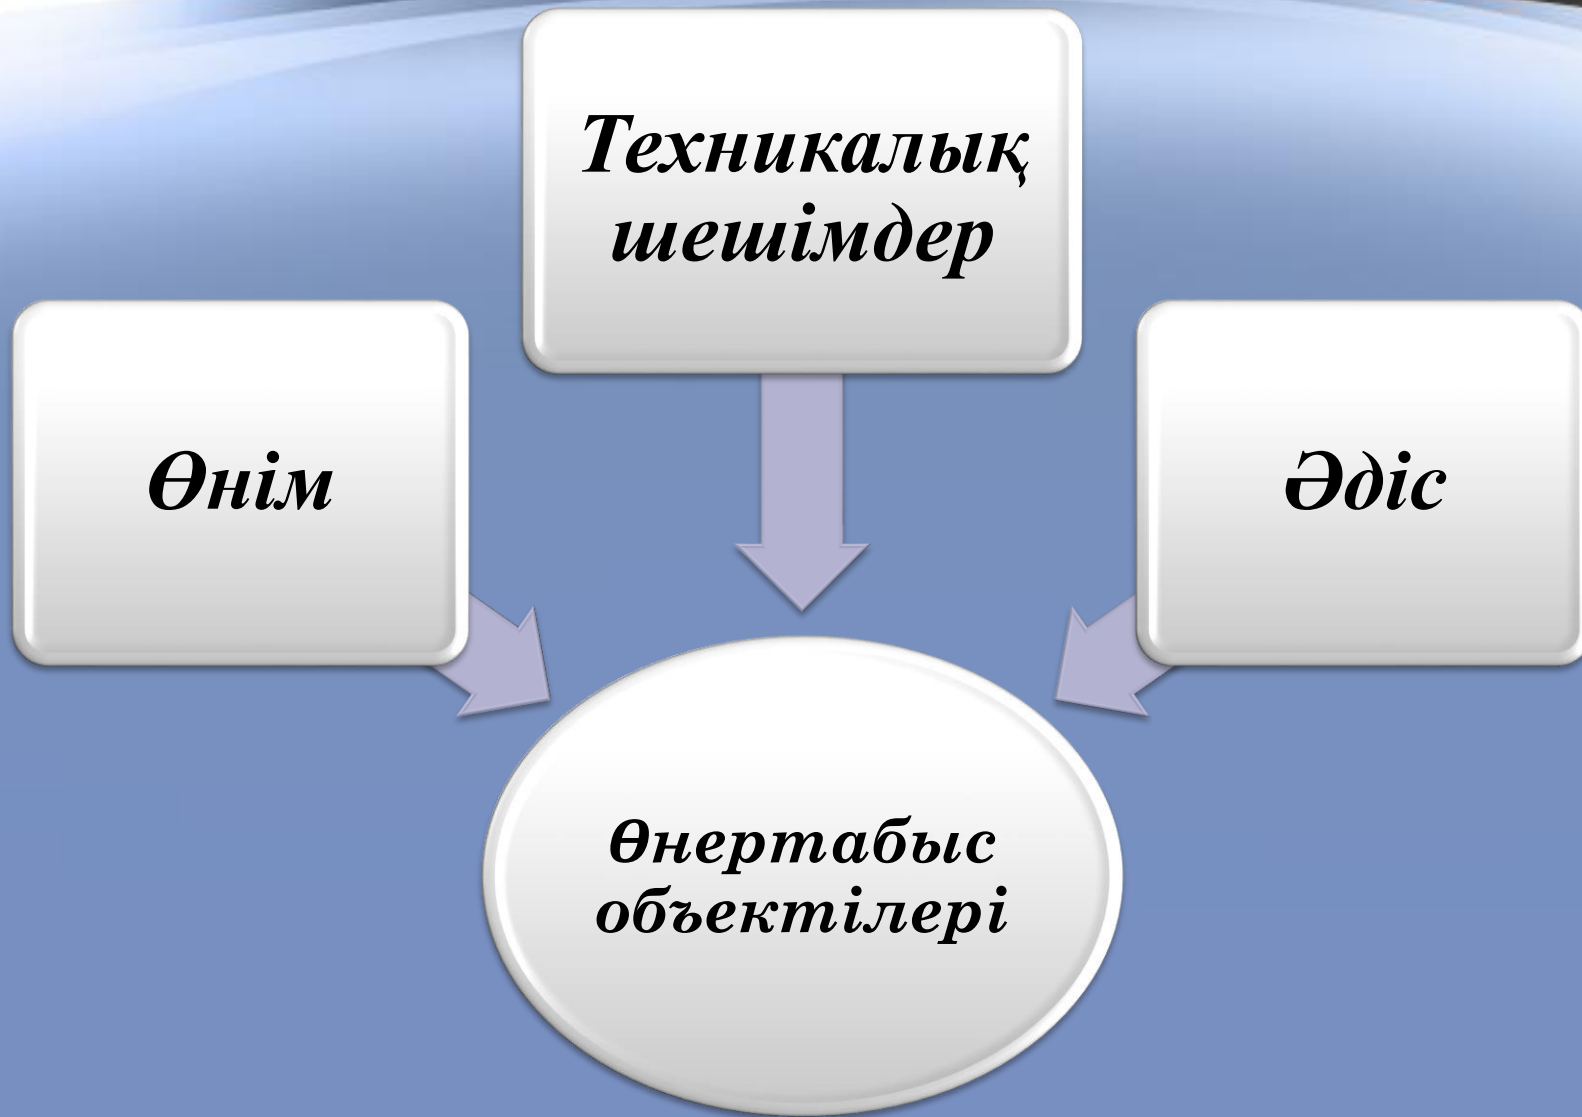 Техникалық
шешімдер
Өнім
Әдіс
Өнертабыс
объектілері